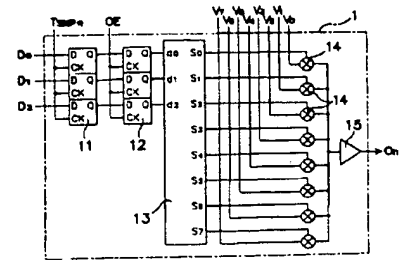 OE
V7 V6 V5 V4 V3 V2 V1 V0
1
D0 D Q D Q d0 S0
CK CK 14
D1 D Q D Q d1 S1
CK CK
D2 D Q D Q d2 S2
CK CK 14
11 12 S3
15 On
S4
13 S5
S6
S7